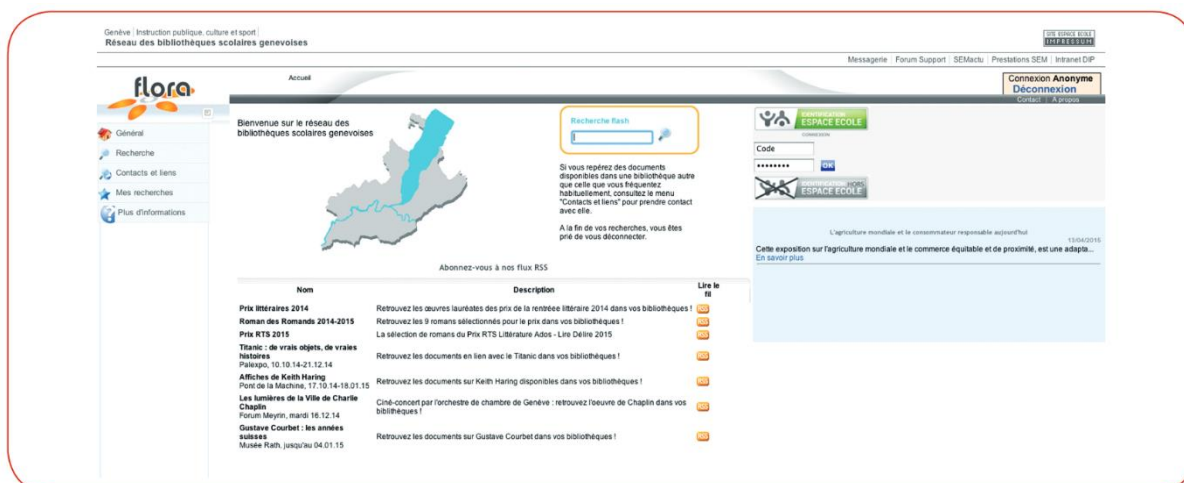 Genève | Instruction publique, culture et sport |
Réseau des bibliothèques scolaires genevoises
SITE ESPACE ECOLE
IMPRESSUM
Messagerie | Forum Support | SEMactu | Prestations SEM | Intranet DIP
flora
Accueil
Connexion Anonyme
Déconnexion
Contact | A propos
Général
Recherche
Contacts et liens
Mes recherches
Plus d'informations
Bienvenue sur le réseau des
bibliothèques scolaires genevoises
Recherche flash
Si vous repérez des documents
disponibles dans une bibliothèque autre
que celle que vous fréquentez
habituellement, consultez le menu
"Contacts et liens" pour prendre contact
avec elle.
A la fin de vos recherches, vous êtes
prié de vous déconnecter.
IDENTIFICATION
ESPACE ECOLE
CONNEXION
Code
••••••••
OK
IDENTIFICATION HORS
ESPACE ECOLE
L'agriculture mondiale et le consommateur responsable aujourd'hui
13/04/2015
Cette exposition sur l'agriculture mondiale et le commerce équitable et de proximité, est une adapta...
En savoir plus
Abonnez-vous à nos flux RSS
Nom Description Lire le
fil
Prix littéraires 2014 Retrouvez les œuvres lauréates des prix de la rentréee littéraire 2014 dans vos bibliothèques !
Roman des Romands 2014-2015 Retrouvez les 9 romans sélectionnés pour le prix dans vos bibliothèques !
Prix RTS 2015 La sélection de romans du Prix RTS Littérature Ados - Lire Délire 2015
Titanic : de vrais objets, de vraies
histoires
Palexpo, 10.10.14-21.12.14
Retrouvez les documents en lien avec le Titanic dans vos bibliothèques !
Affiches de Keith Haring
Pont de la Machine, 17.10.14-18.01.15
Retrouvez les documents sur Keith Haring disponibles dans vos bibliothèques !
Les lumières de la Ville de Charlie
Chaplin
Forum Meyrin, mardi 16.12.14
Ciné-concert par l'orchestre de chambre de Genève : retrouvez l'oeuvre de Chaplin dans vos
biblithèques !
Gustave Courbet : les années
suisses
Musée Rath, jusqu'au 04.01.15
Retrouvez les documents sur Gustave Courbet dans vos bibliothèques !